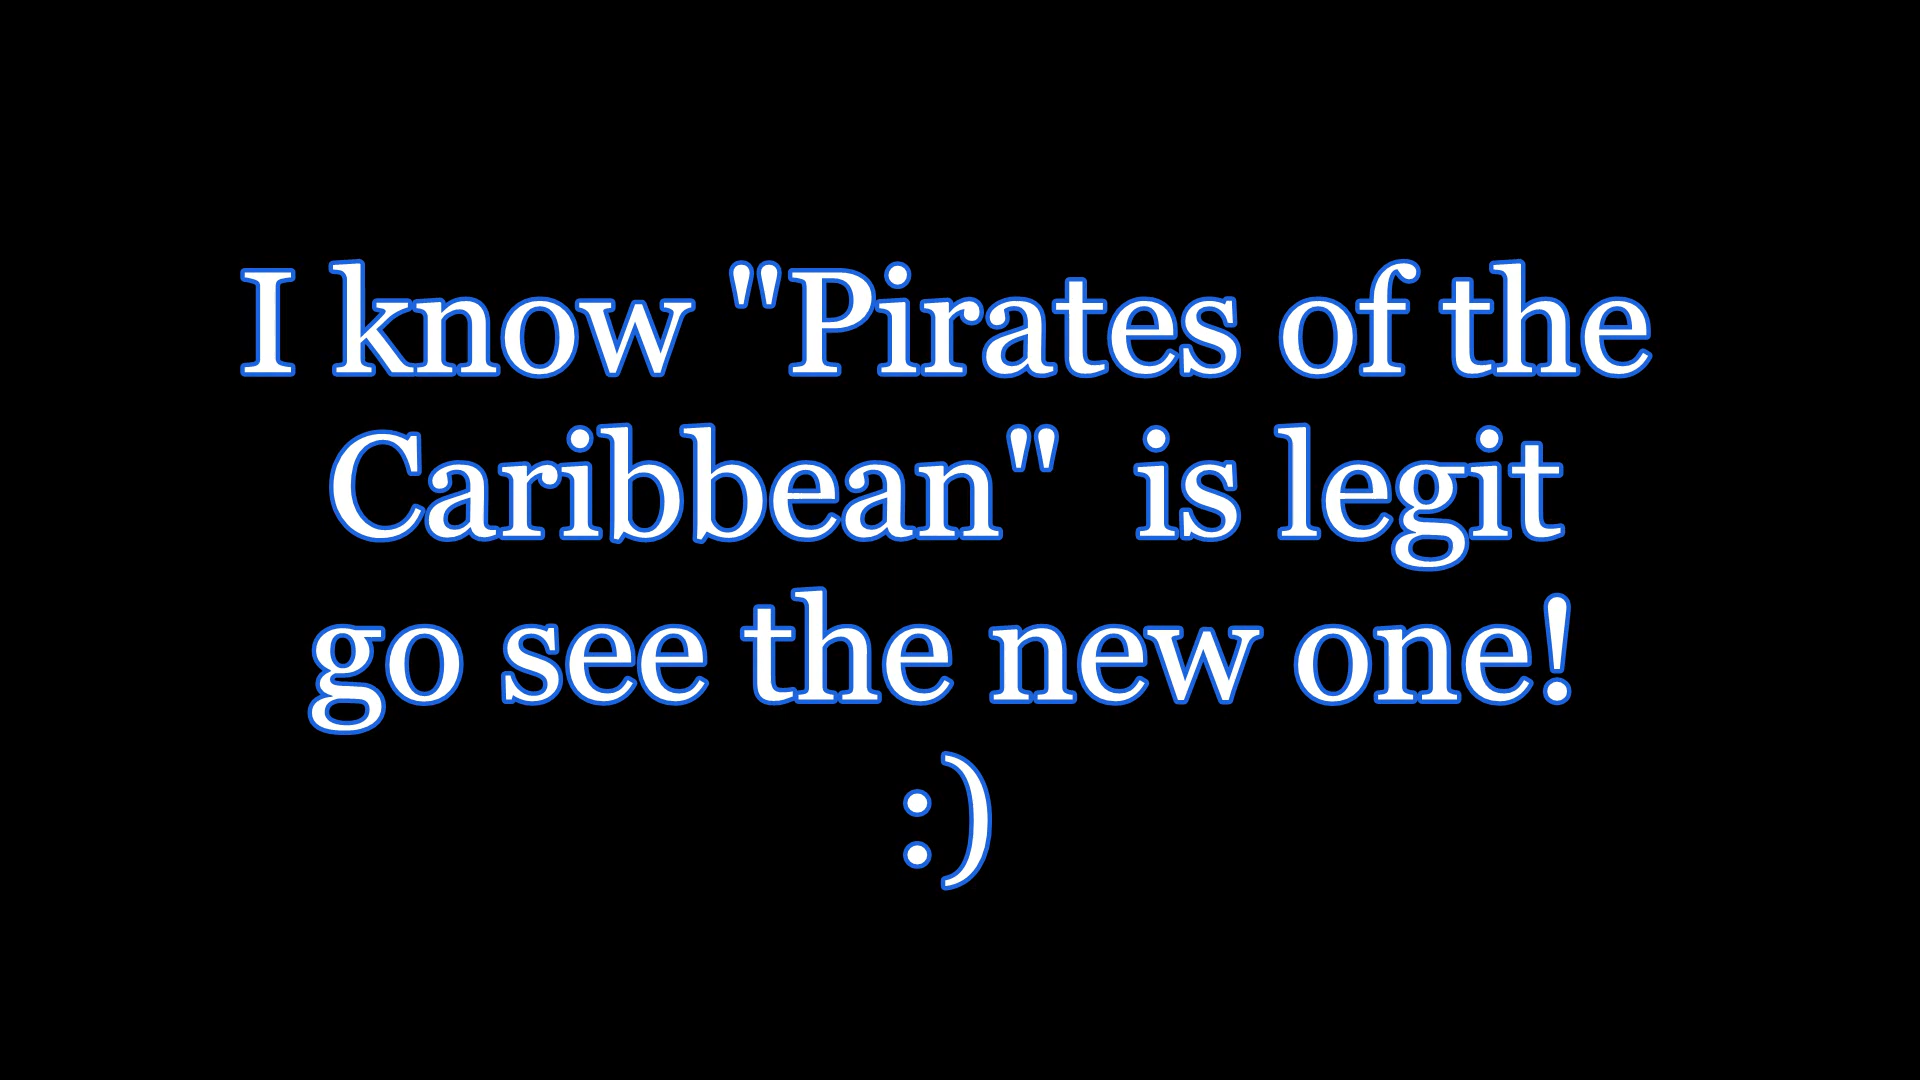 I know "Pirates of the
Caribbean"  is legit
go see the new one!
:)